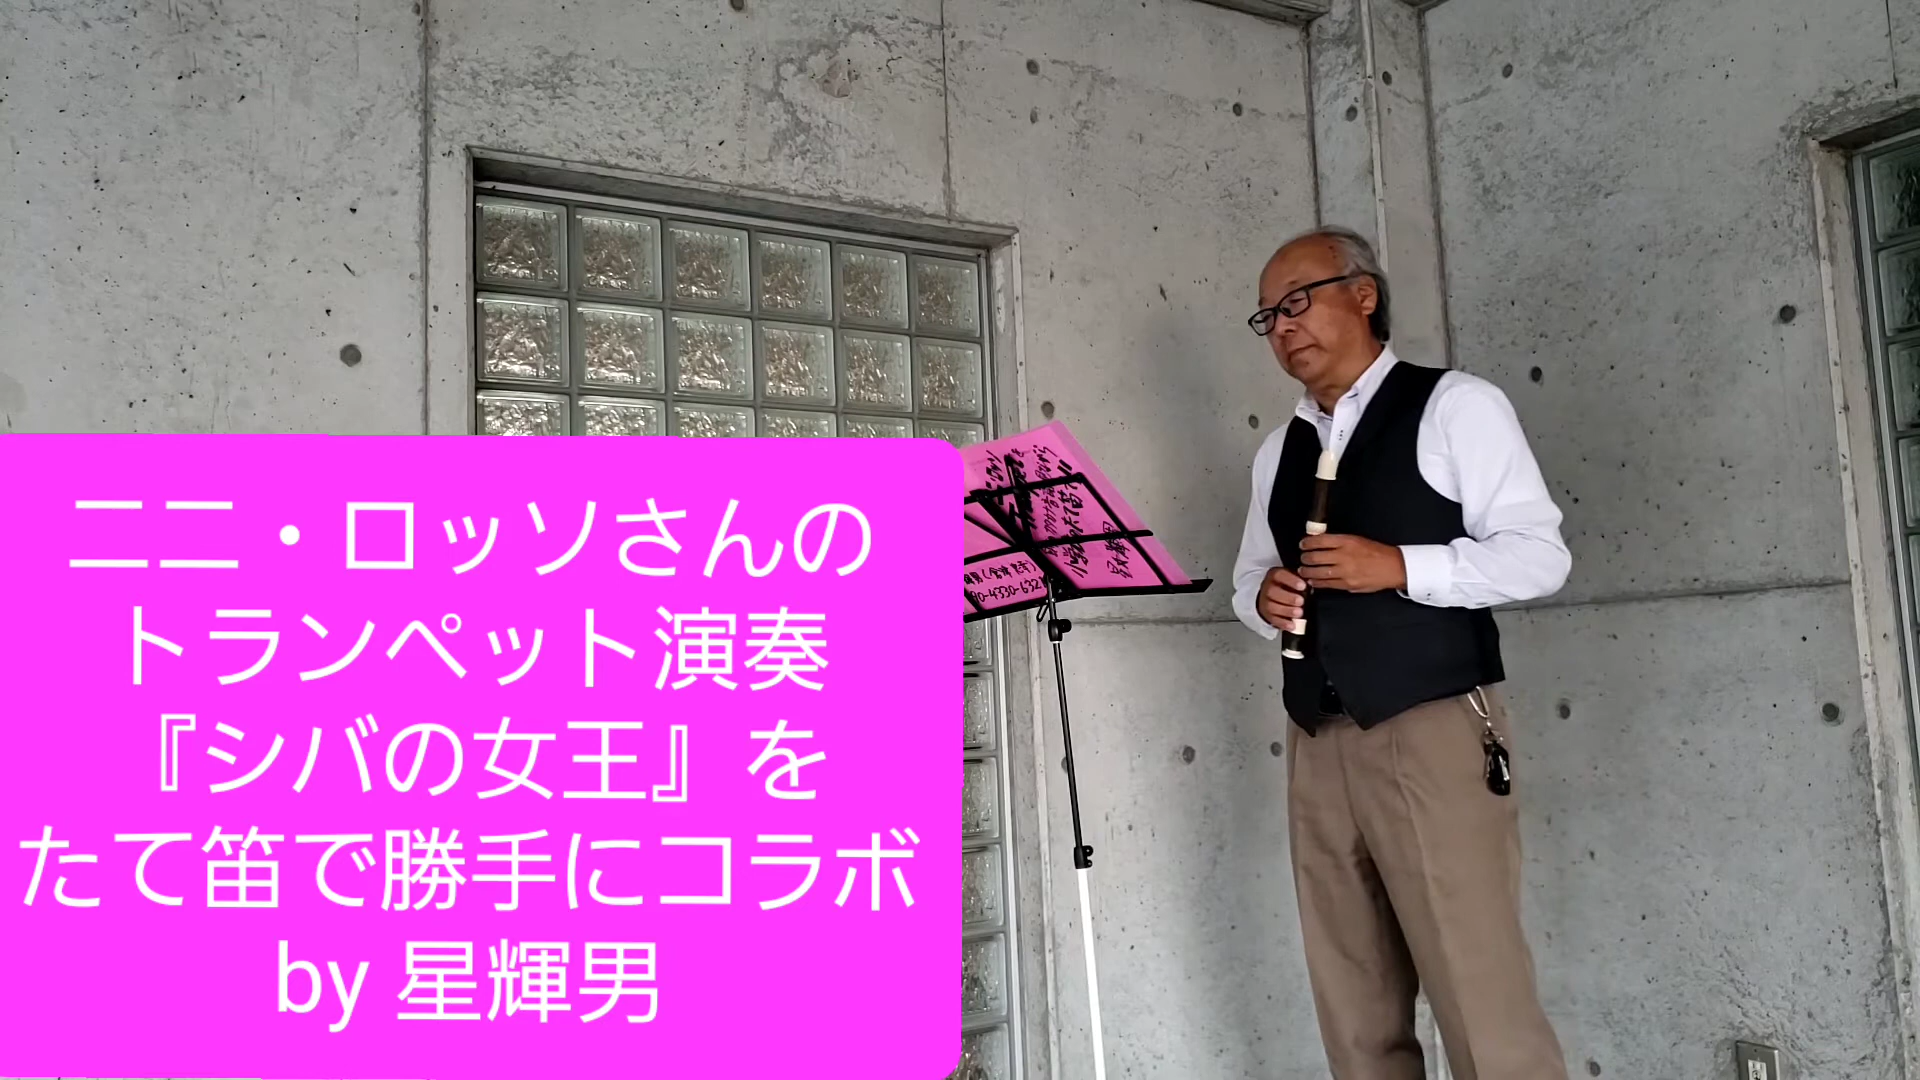 ニニ・ロッソさんの
トランペット演奏
『シバの女王』を
たて笛で勝手にコラボ
by 星輝男